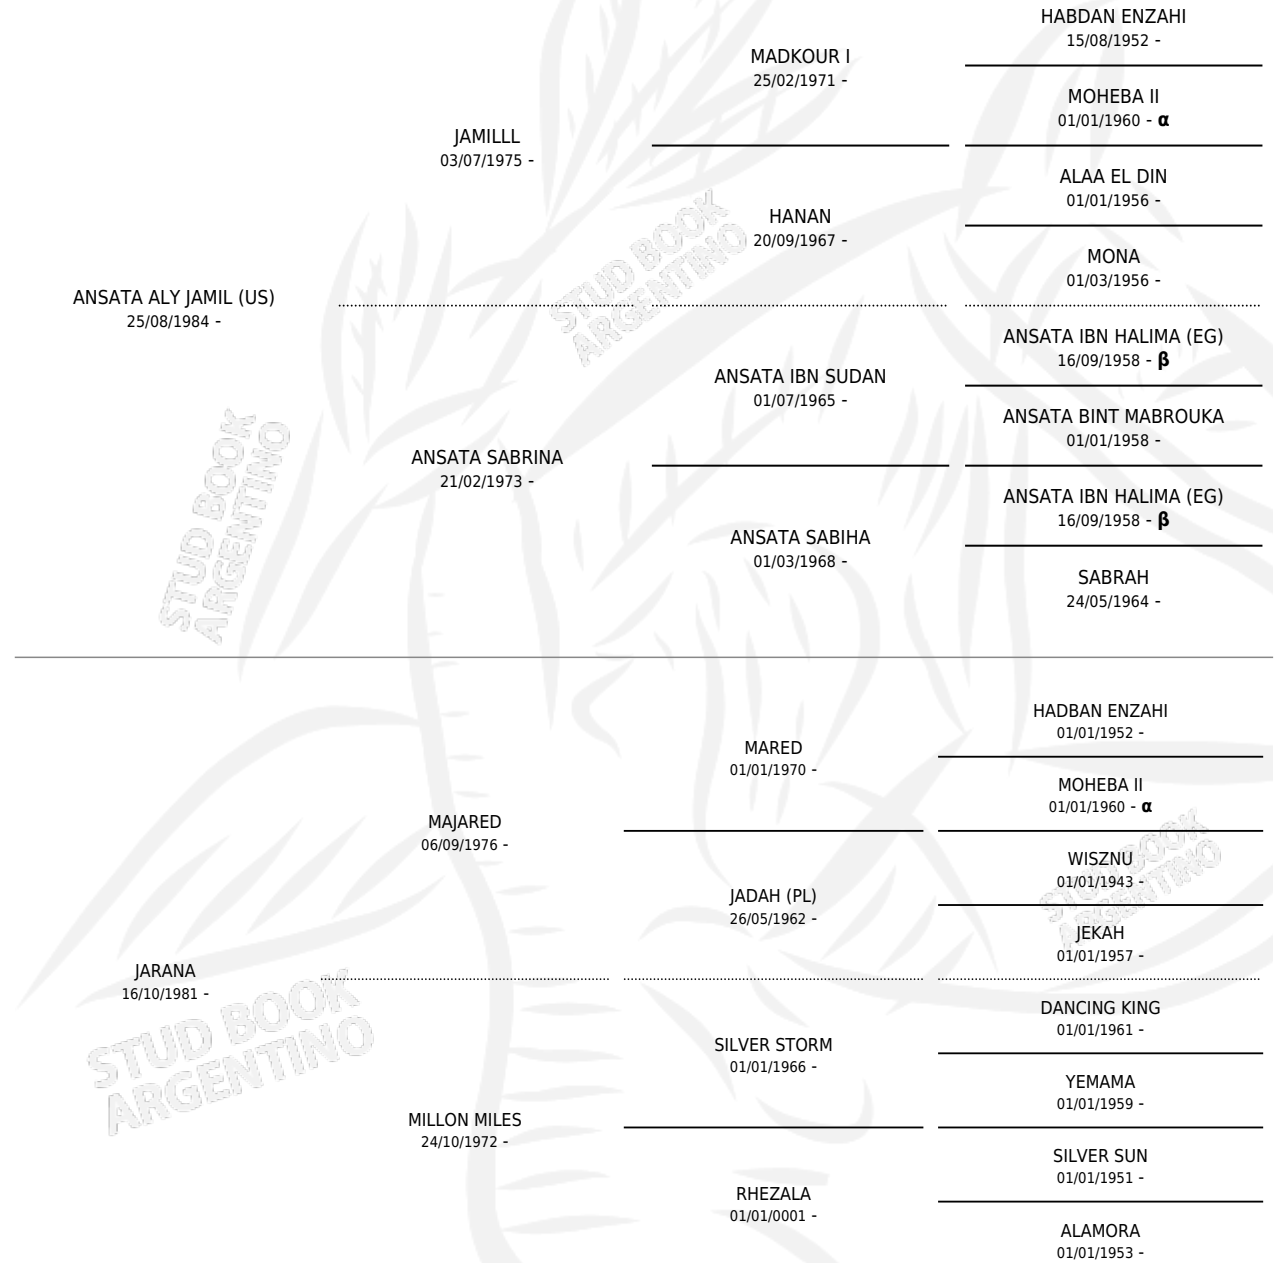 HABDAN ENZAHI
15/08/1952 -
MADKOUR I
25/02/1971 -
MOHEBA II
01/01/1960 - α
JAMILLL
03/07/1975 -
ALAA EL DIN
01/01/1956 -
HANAN
20/09/1967 -
MONA
01/03/1956 -
ANSATA ALY JAMIL (US)
25/08/1984 -
STUD BOOK
ARGENTINO
ANSATA IBN HALIMA (EG)
16/09/1958 - β
ANSATA IBN SUDAN
01/07/1965 -
ANSATA BINT MABROUKA
01/01/1958 -
ANSATA SABRINA
21/02/1973 -
ANSATA IBN HALIMA (EG)
16/09/1958 - β
ANSATA SABIHA
01/03/1968 -
SABRAH
24/05/1964 -
STUD BOOK
ARGENTINO
HADBAN ENZAHI
01/01/1952 -
MARED
01/01/1970 -
MOHEBA II
01/01/1960 - α
MAJARED
06/09/1976 -
WISZNU
01/01/1943 -
JADAH (PL)
26/05/1962 -
JEKAH
01/01/1957 -
STUD BOOK
ARGENTINO
JARANA
16/10/1981 -
DANCING KING
01/01/1961 -
SILVER STORM
01/01/1966 -
YEMAMA
01/01/1959 -
STUD BOOK
ARGENTINO
MILLON MILES
24/10/1972 -
SILVER SUN
01/01/1951 -
RHEZALA
01/01/0001 -
ALAMORA
01/01/1953 -